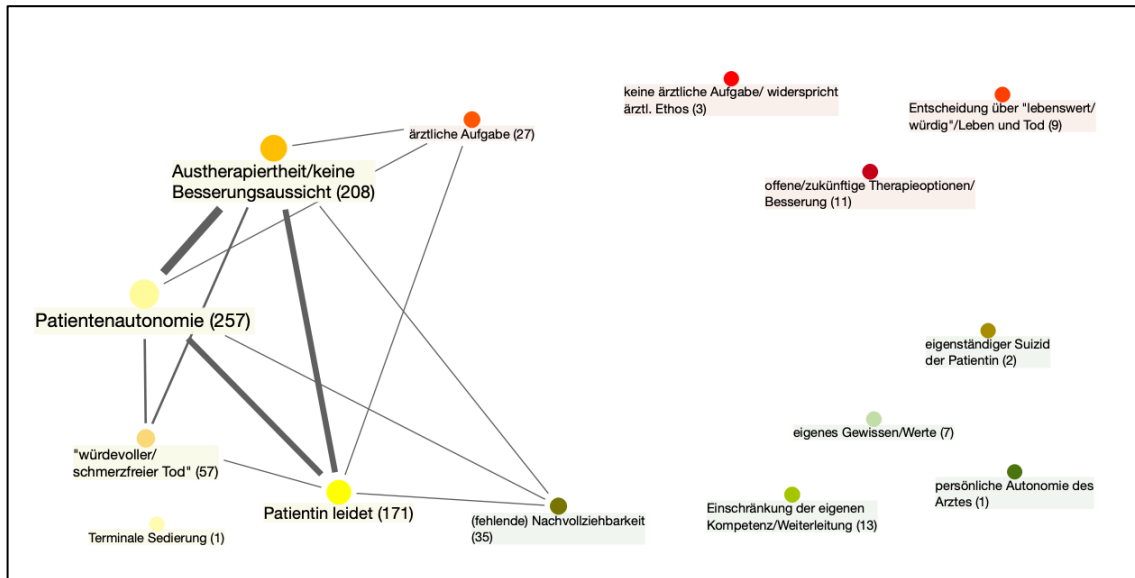 keine ärztliche Aufgabe/ widerspricht
ärztl. Ethos (3)
Entscheidung über "lebenswert/
würdig"/Leben und Tod (9)
ärztliche Aufgabe (27)
Austherapiertheit/keine
Besserungsaussicht (208)
offene/zukünftige Therapieoptionen/
Besserung (11)
Patientenautonomie (257)
eigenständiger Suizid
der Patientin (2)
eigenes Gewissen/Werte (7)
"würdevoller/
schmerzfreier Tod" (57)
persönliche Autonomie des
Arztes (1)
Patientin leidet (171)
Einschränkung der eigenen
Kompetenz/Weiterleitung (13)
(fehlende) Nachvollziehbarkeit
(35)
Terminale Sedierung (1)